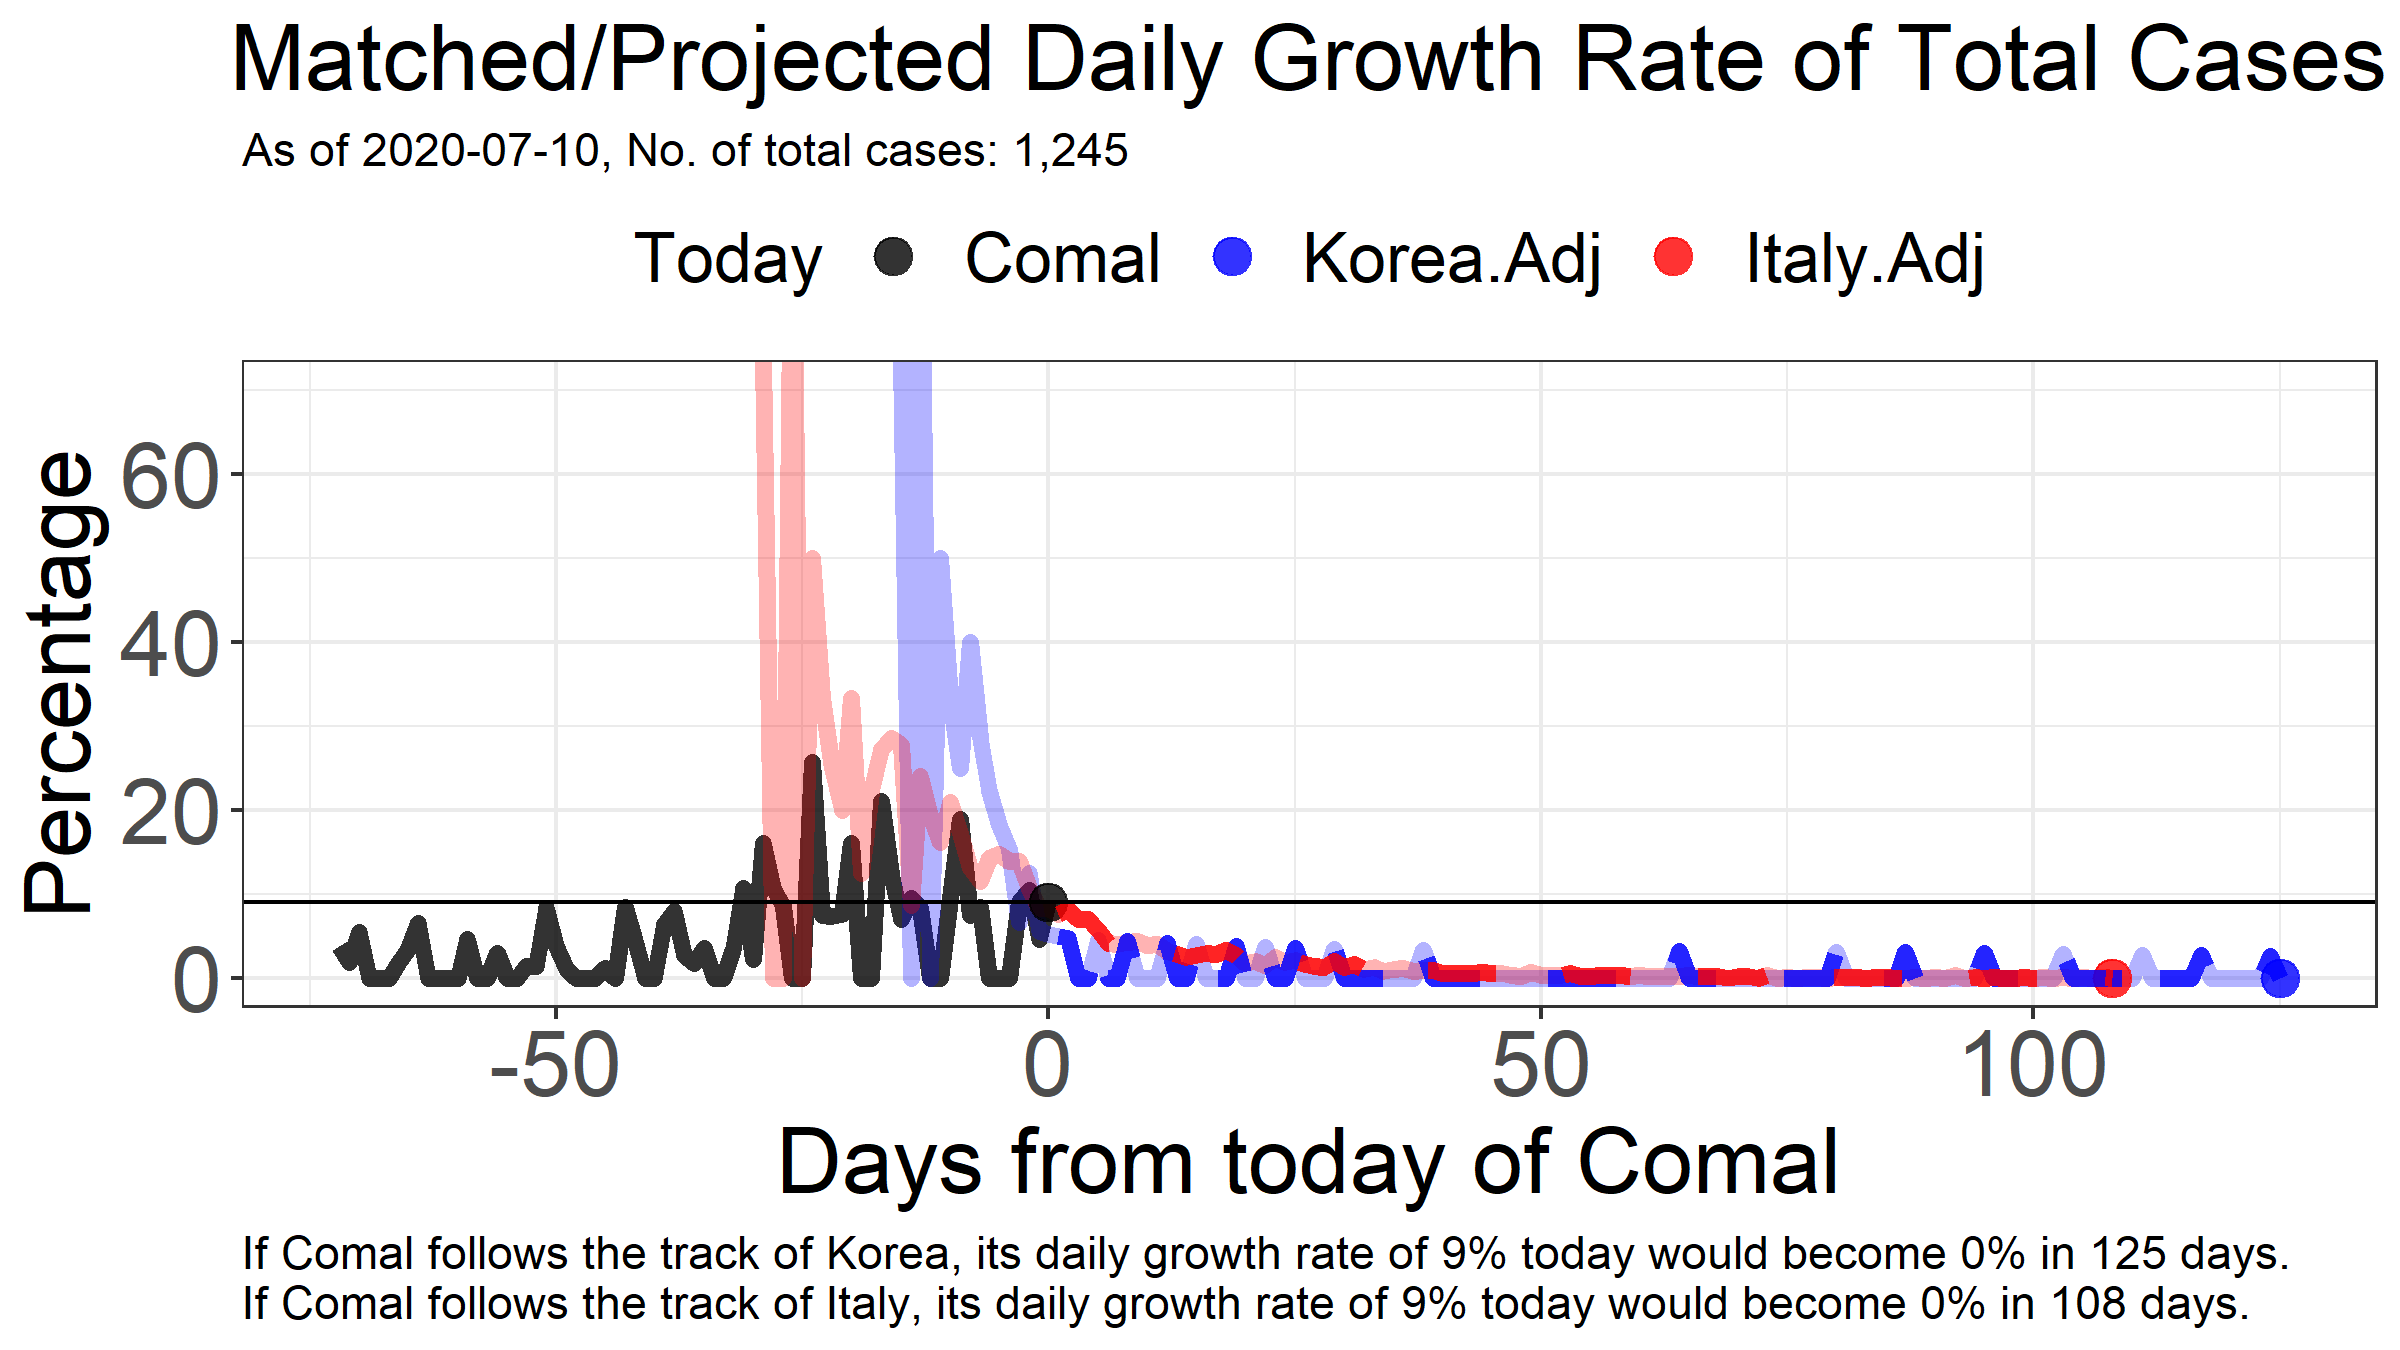 Matched/Projected Daily Growth Rate of Total Cases
As of 2020-07-10, No. of total cases: 1,245
Today Comal Korea.Adj Italy.Adj
Percentage
60
40
20
0
-50 0 50 100
Days from today of Comal
If Comal follows the track of Korea, its daily growth rate of 9% today would become 0% in 125 days.
If Comal follows the track of Italy, its daily growth rate of 9% today would become 0% in 108 days.